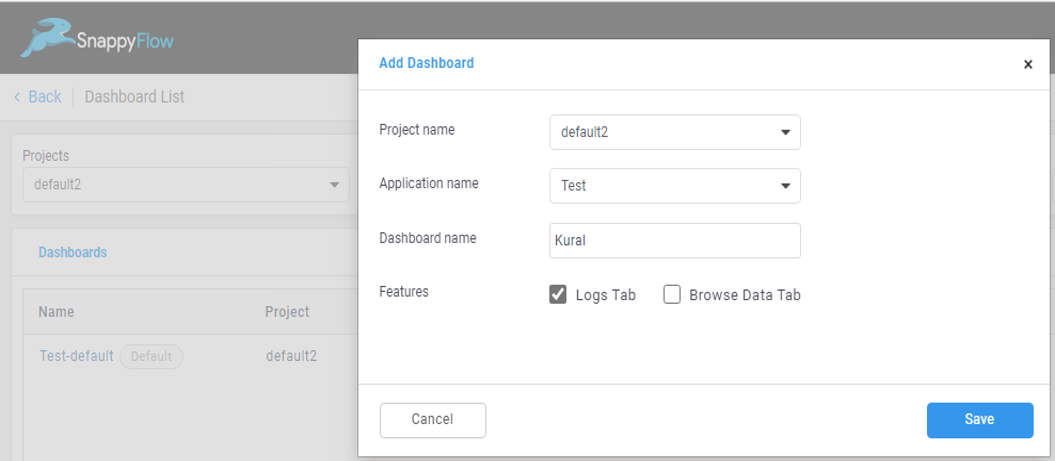 SnappyFlow
Add Dashboard
×
< Back
Dashboard List
Project name
default2
Projects
default2
Application name
Test
Dashboard name
Kural
Dashboards
Features
Logs Tab
Browse Data Tab
Name
Project
Test-default
Default
default2
Cancel
Save